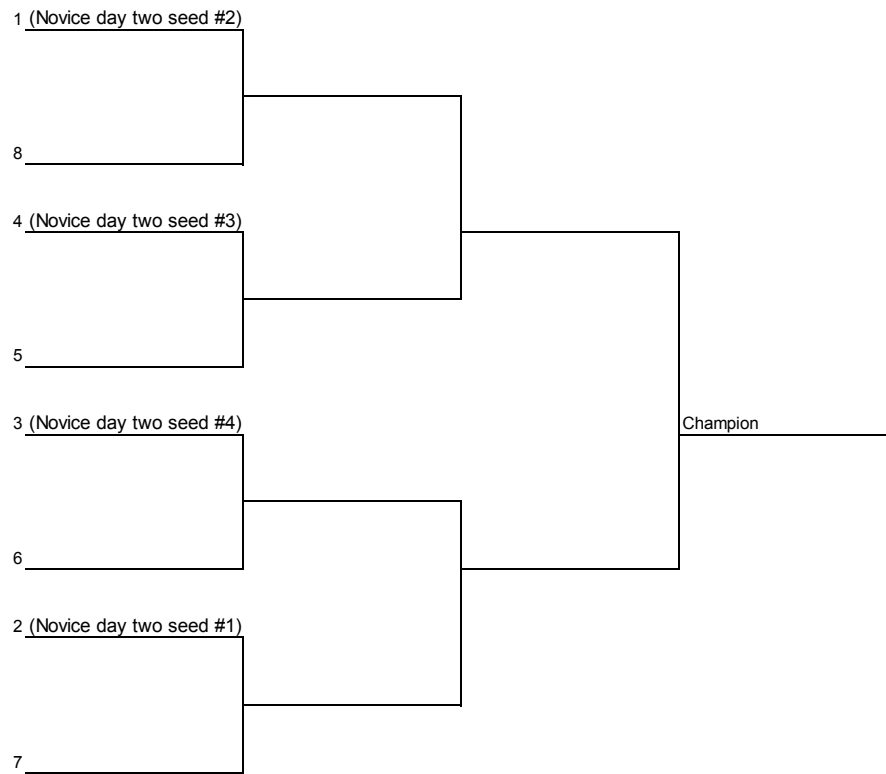 1 (Novice day two seed #2)
8
4 (Novice day two seed #3)
5
3 (Novice day two seed #4)
Champion
6
2 (Novice day two seed #1)
7